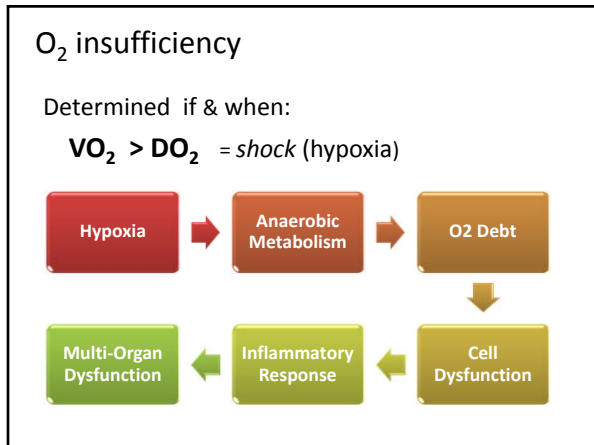 O₂ insufficiency
Determined if & when:
VO₂ > DO₂ = shock (hypoxia)
Hypoxia
Anaerobic
Metabolism
O2 Debt
Cell
Dysfunction
Inflammatory
Response
Multi-Organ
Dysfunction